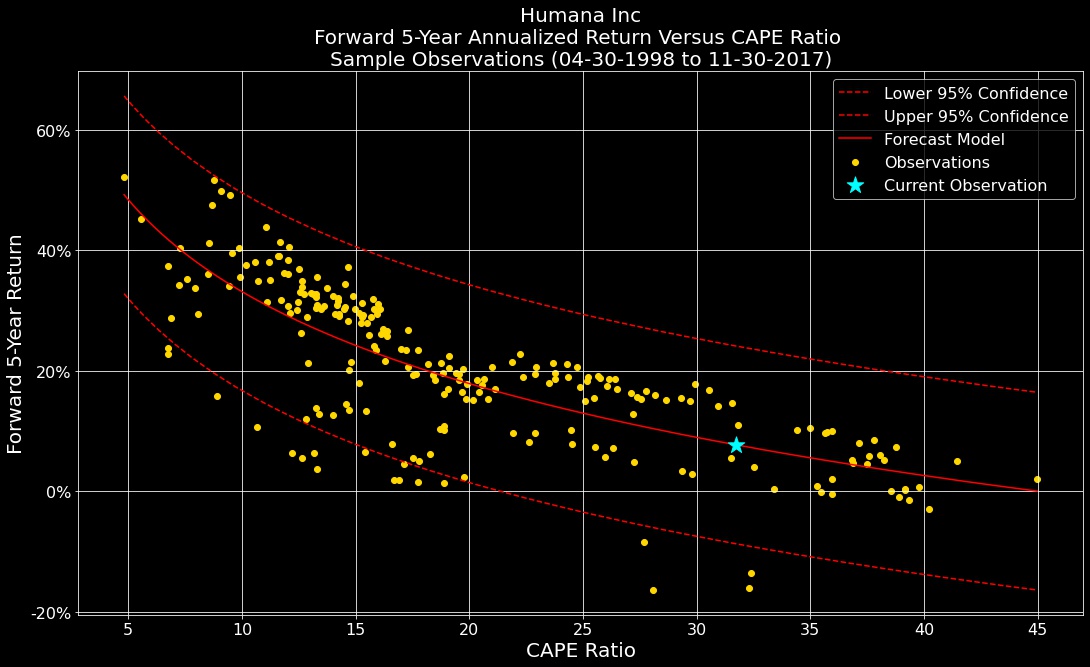 Humana Inc
Forward 5-Year Annualized Return Versus CAPE Ratio
Sample Observations (04-30-1998 to 11-30-2017)
Lower 95% Confidence
Upper 95% Confidence
Forecast Model
Observations
Current Observation
Forward 5-Year Return
60%
40%
20%
0%
-20%
5 10 15 20 25 30 35 40 45
CAPE Ratio